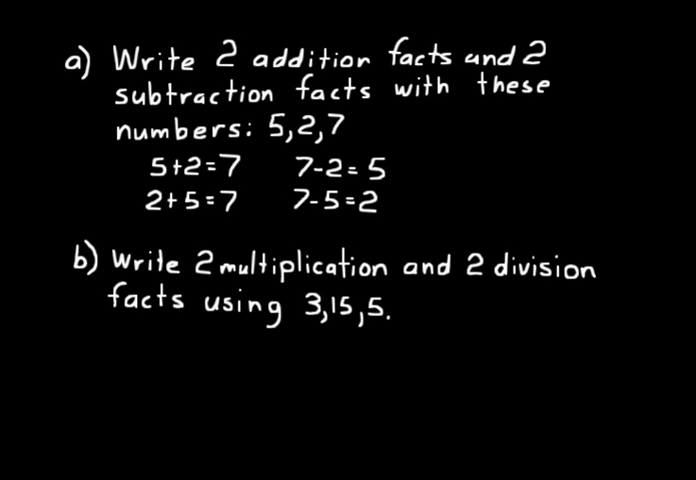 a) Write 2 addition facts and 2
subtraction facts with these
numbers: 5,2,7
5+2=7 7-2=5
2+5=7 7-5=2
b) Write 2 multiplication and 2 division
facts using 3,15,5.